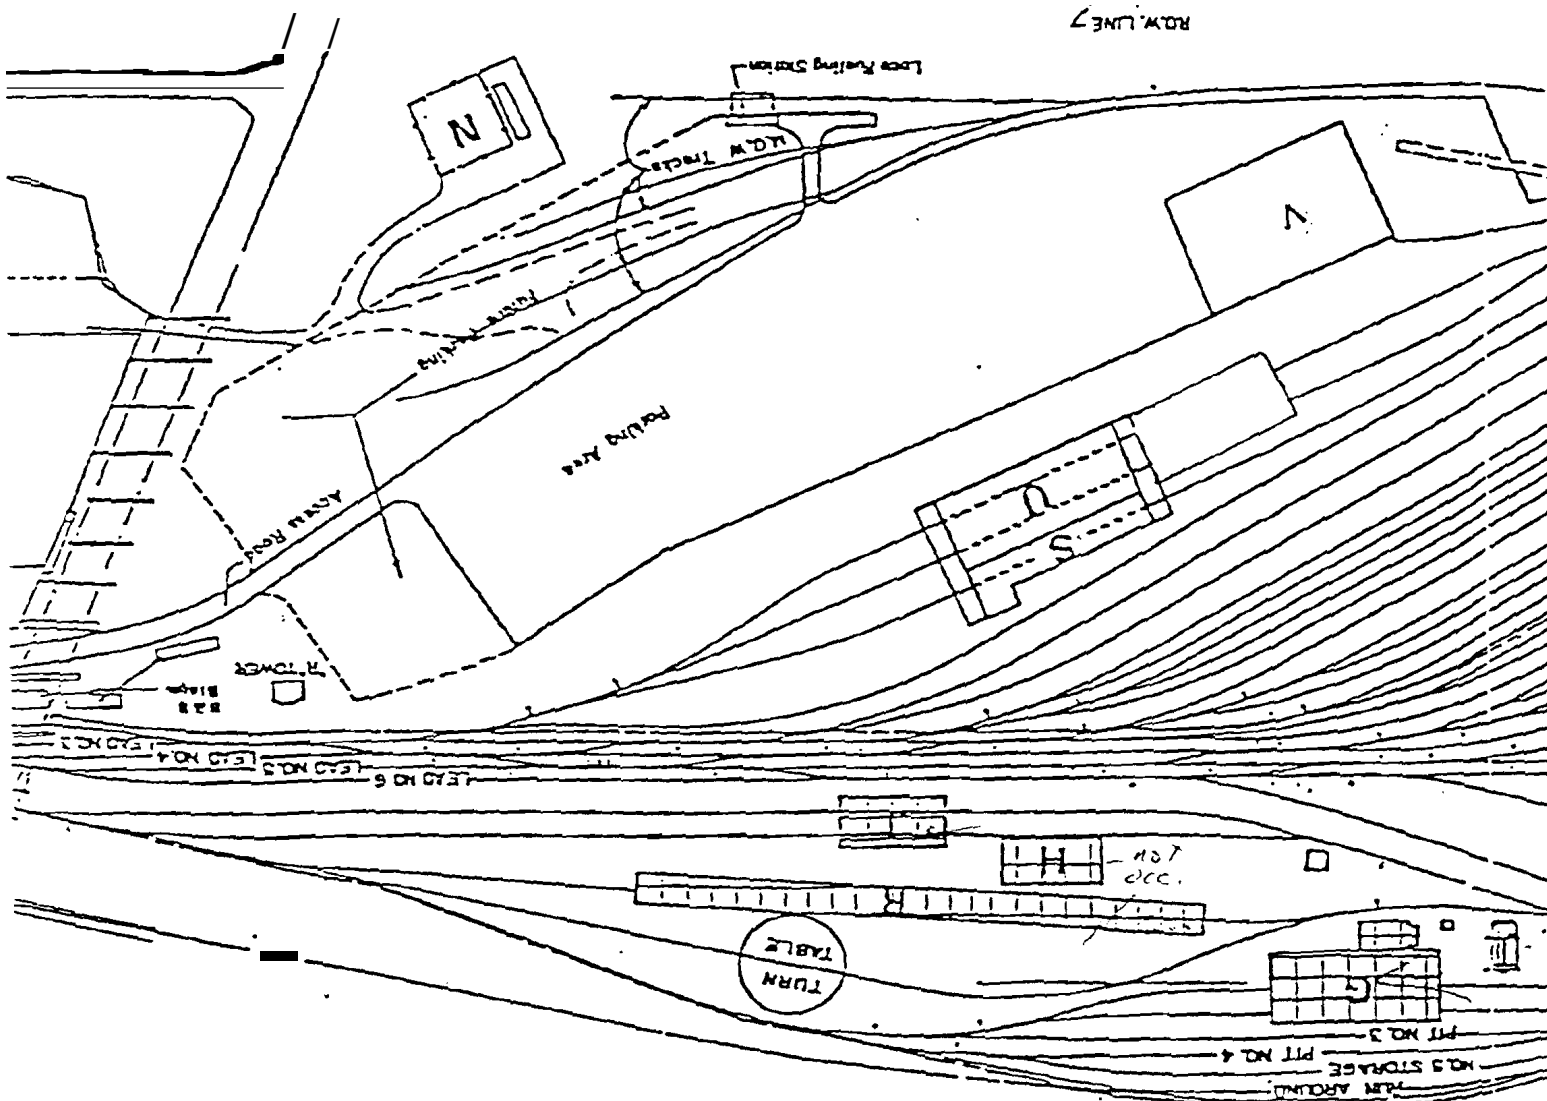 RUN AROUND
NO. 5 STORAGE
PIT NO. 4
PIT NO. 3
G
TURN
TABLE
H
NOT
OCC.
LEAD NO. 6
LEAD NO. 5
LEAD NO. 4
LEAD NO. 3
TOWER
S
U
Access Road
Parking Area
Future Parking
V
M.O.W Tracks
N
Loco Fueling Station
R.O.W. LINE